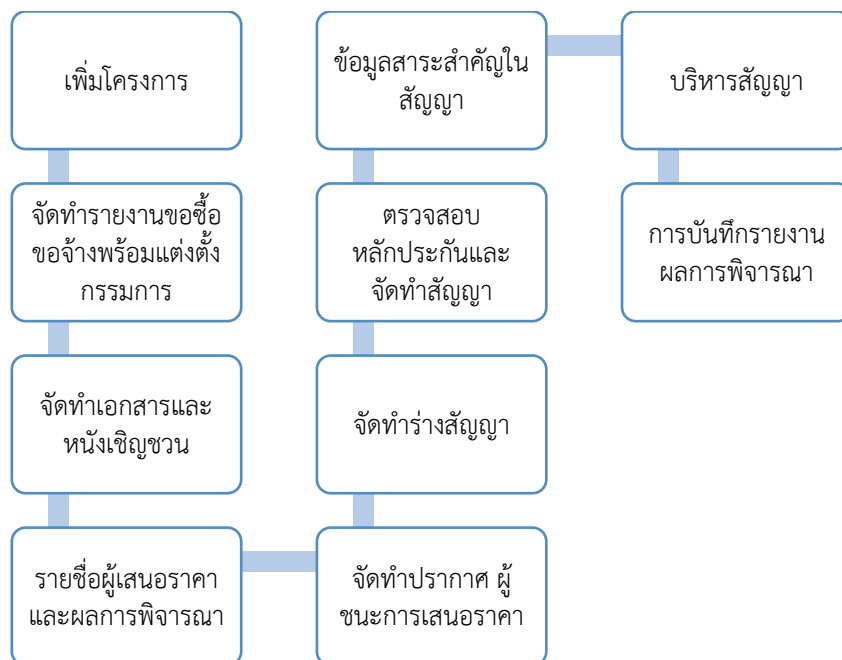 เพิ่มโครงการ
จัดทำรายงานขอซื้อ
ขอจ้างพร้อมแต่งตั้ง
กรรมการ
จัดทำเอกสารและ
หนังเชิญชวน
รายชื่อผู้เสนอราคา
และผลการพิจารณา
จัดทำปรากาศ ผู้
ชนะการเสนอราคา
จัดทำร่างสัญญา
ตรวจสอบ
หลักประกันและ
จัดทำสัญญา
ข้อมูลสาระสำคัญใน
สัญญา
บริหารสัญญา
การบันทึกรายงาน
ผลการพิจารณา